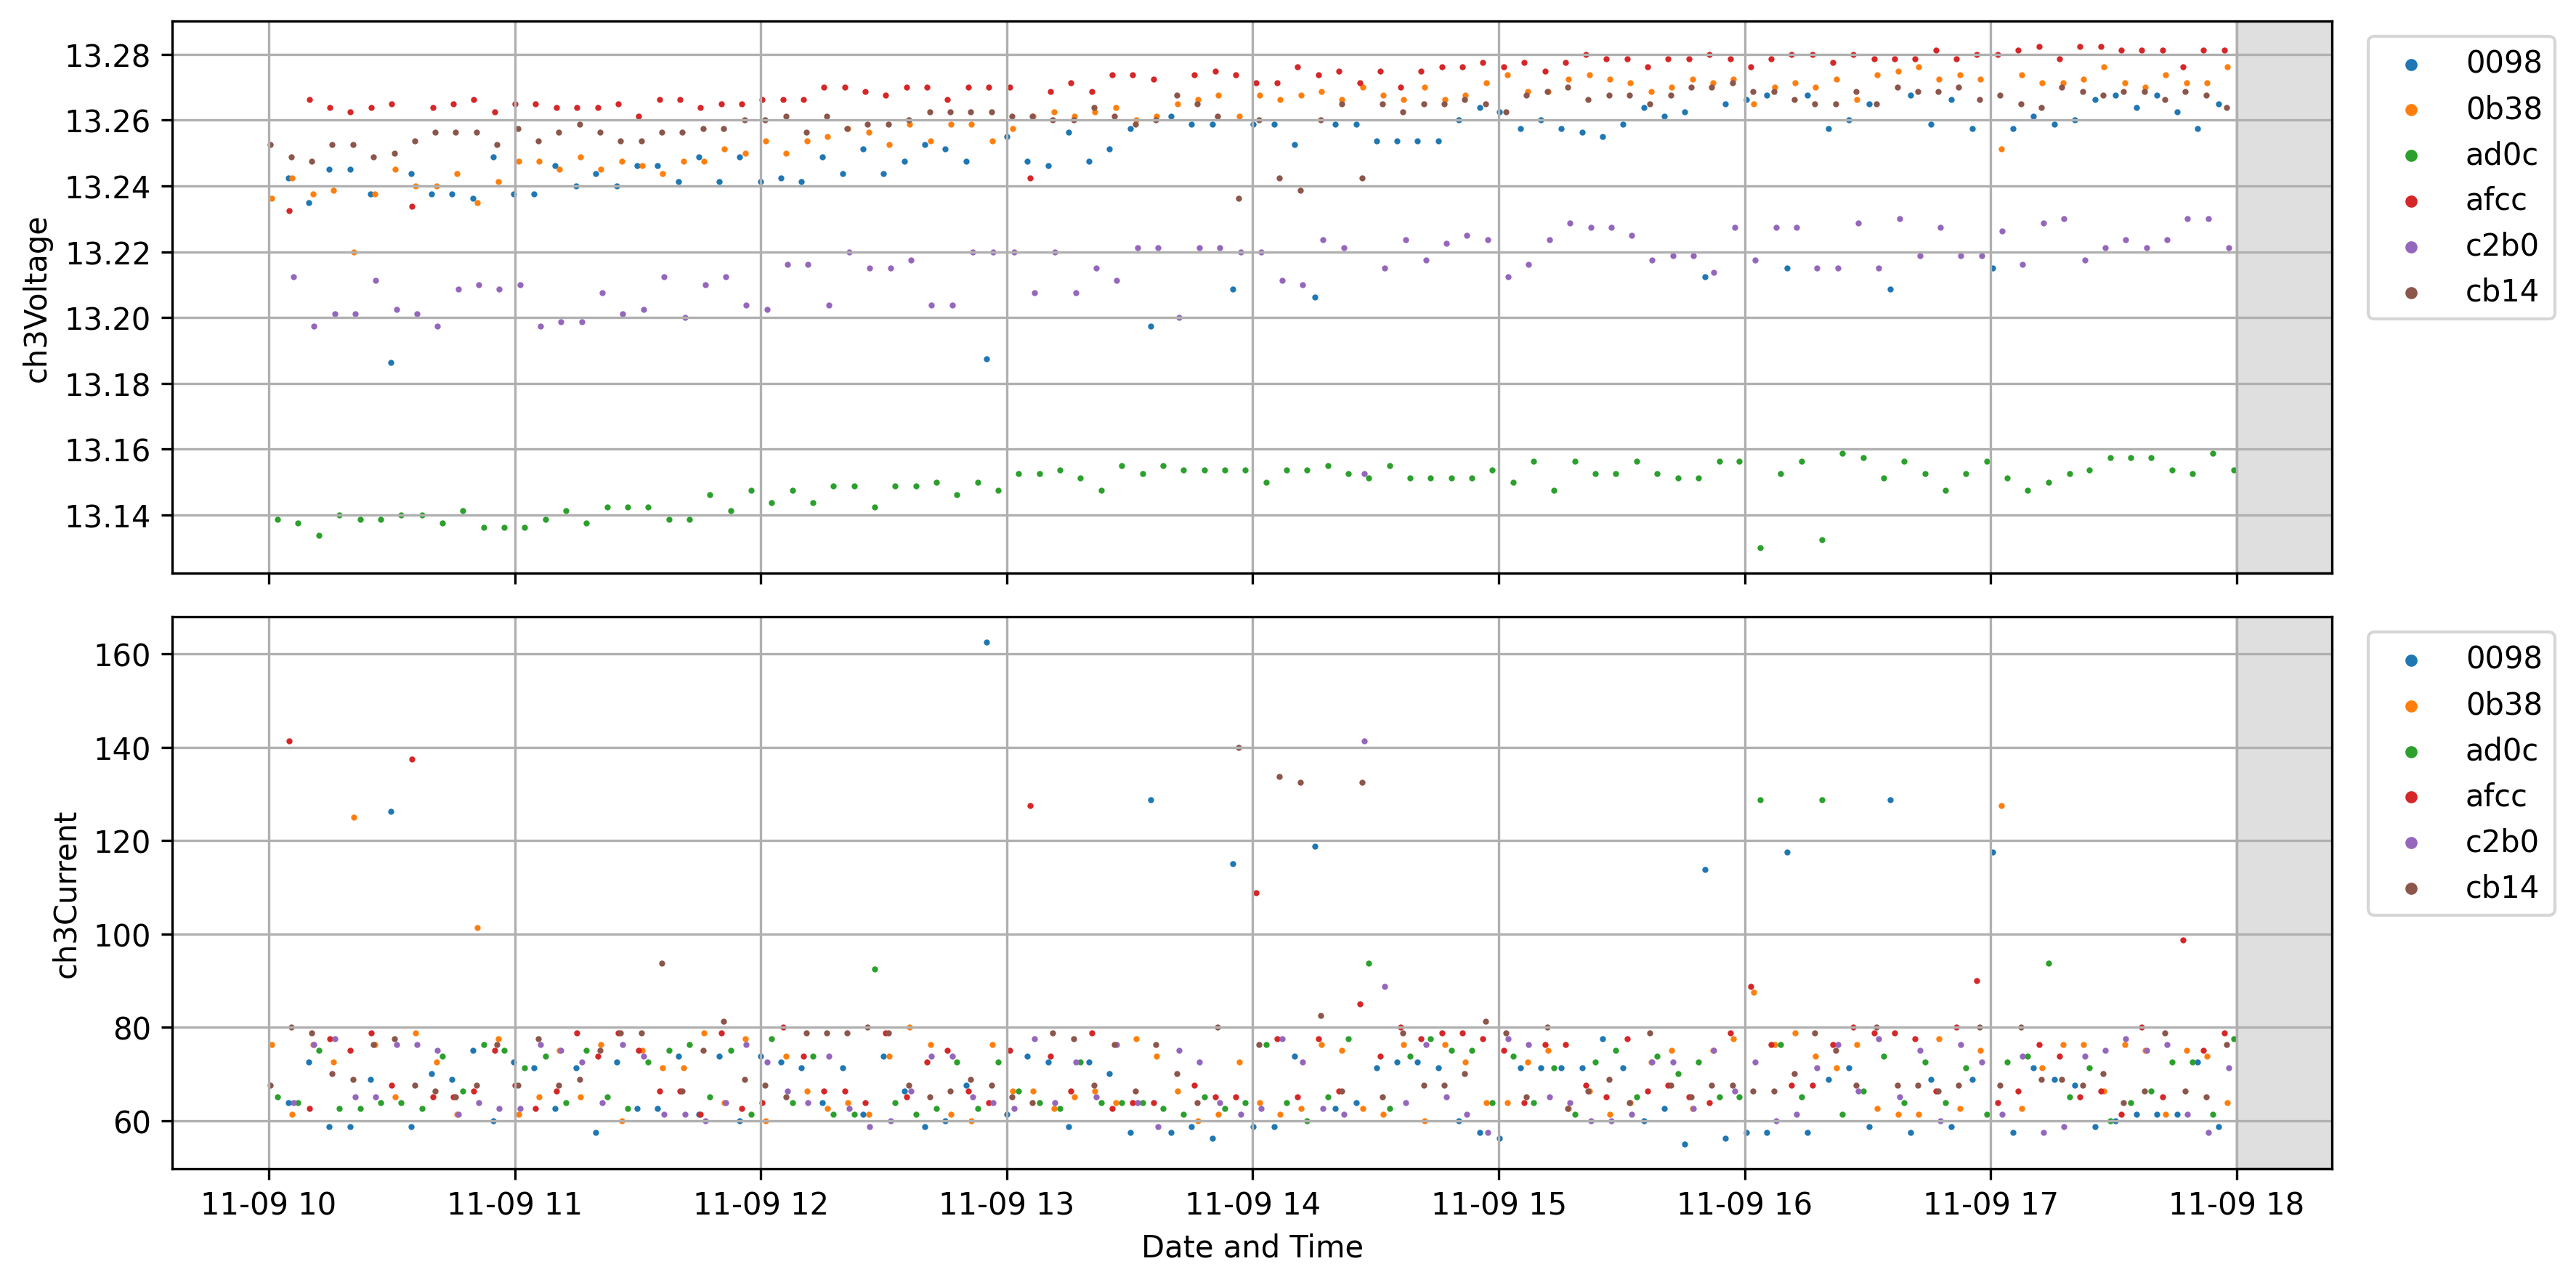 ch3Voltage
13.28
13.26
13.24
13.22
13.20
13.18
13.16
13.14
0098
0b38
ad0c
afcc
c2b0
cb14
ch3Current
160
140
120
100
80
60
0098
0b38
ad0c
afcc
c2b0
cb14
11-09 10 11-09 11 11-09 12 11-09 13 11-09 14 11-09 15 11-09 16 11-09 17 11-09 18
Date and Time